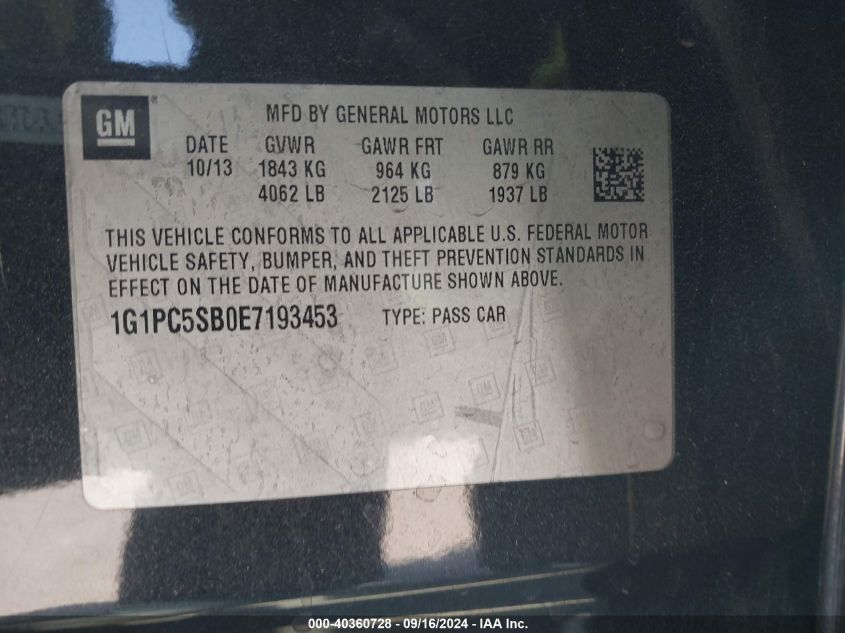 GM
MFD BY GENERAL MOTORS LLC
DATE GVWR GAWR FRT GAWR RR
10/13 1843 KG 964 KG 879 KG
4062 LB 2125 LB 1937 LB
THIS VEHICLE CONFORMS TO ALL APPLICABLE U.S. FEDERAL MOTOR
VEHICLE SAFETY, BUMPER, AND THEFT PREVENTION STANDARDS IN
EFFECT ON THE DATE OF MANUFACTURE SHOWN ABOVE.
1G1PC5SB0E7193453 TYPE: PASS CAR
000-40360728 - 09/16/2024 - IAA Inc.